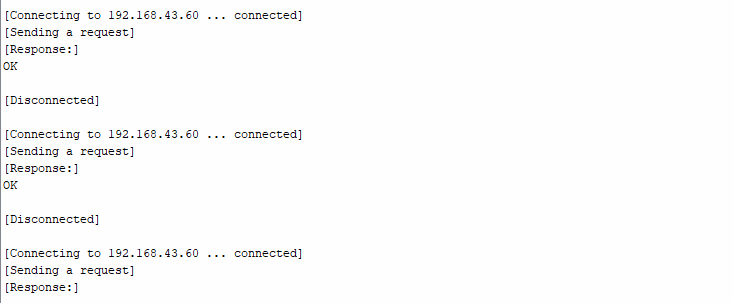 [Connecting to 192.168.43.60 ... connected]
[Sending a request]
[Response:]
OK
[Disconnected]
[Connecting to 192.168.43.60 ... connected]
[Sending a request]
[Response:]
OK
[Disconnected]
[Connecting to 192.168.43.60 ... connected]
[Sending a request]
[Response:]